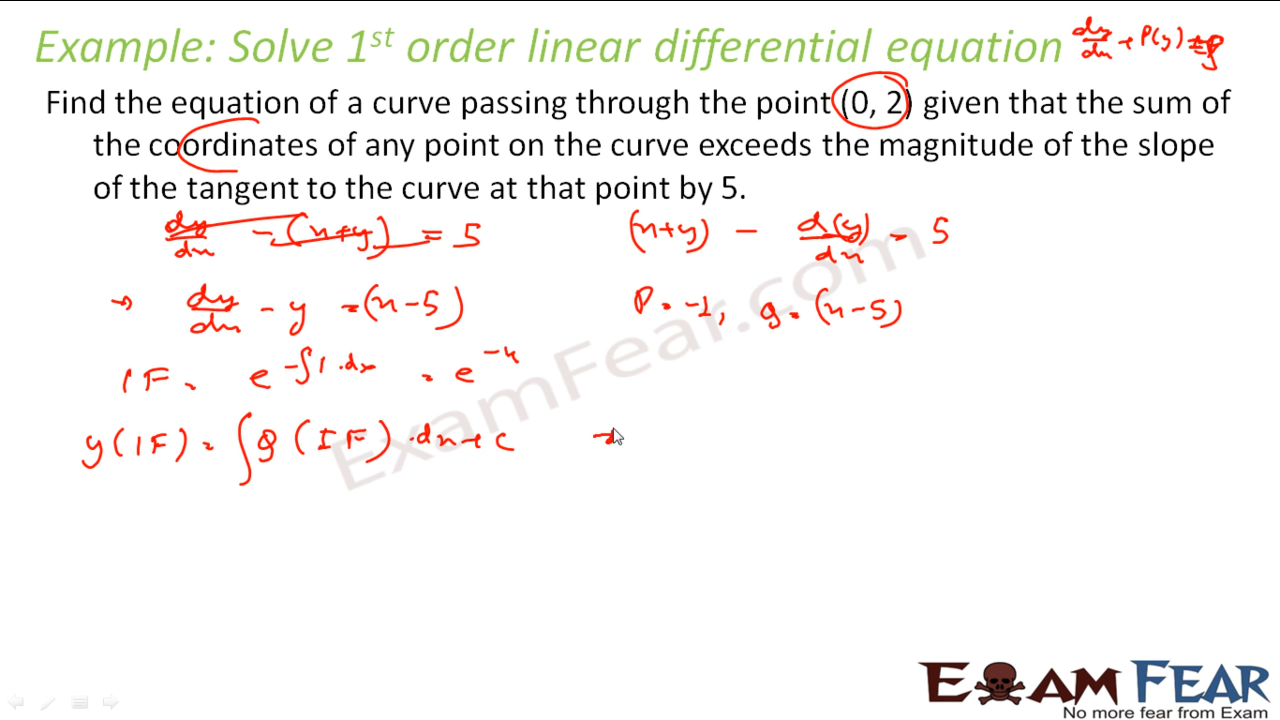 Example: Solve 1st order linear differential equation dy/dx + P(y) = Q
Find the equation of a curve passing through the point (0, 2) given that the sum of
the coordinates of any point on the curve exceeds the magnitude of the slope
of the tangent to the curve at that point by 5.
dy/dx - (x+y) = 5 (x+y) - d(y)/dx = 5
→ dy/dx - y = (x-5) P = -1, Q = (x-5)
IF = e^-∫1.dx = e^-x
y(IF) = ∫Q(IF).dx + c →
ExamFear.com
EXAM FEAR
No more fear from Exam